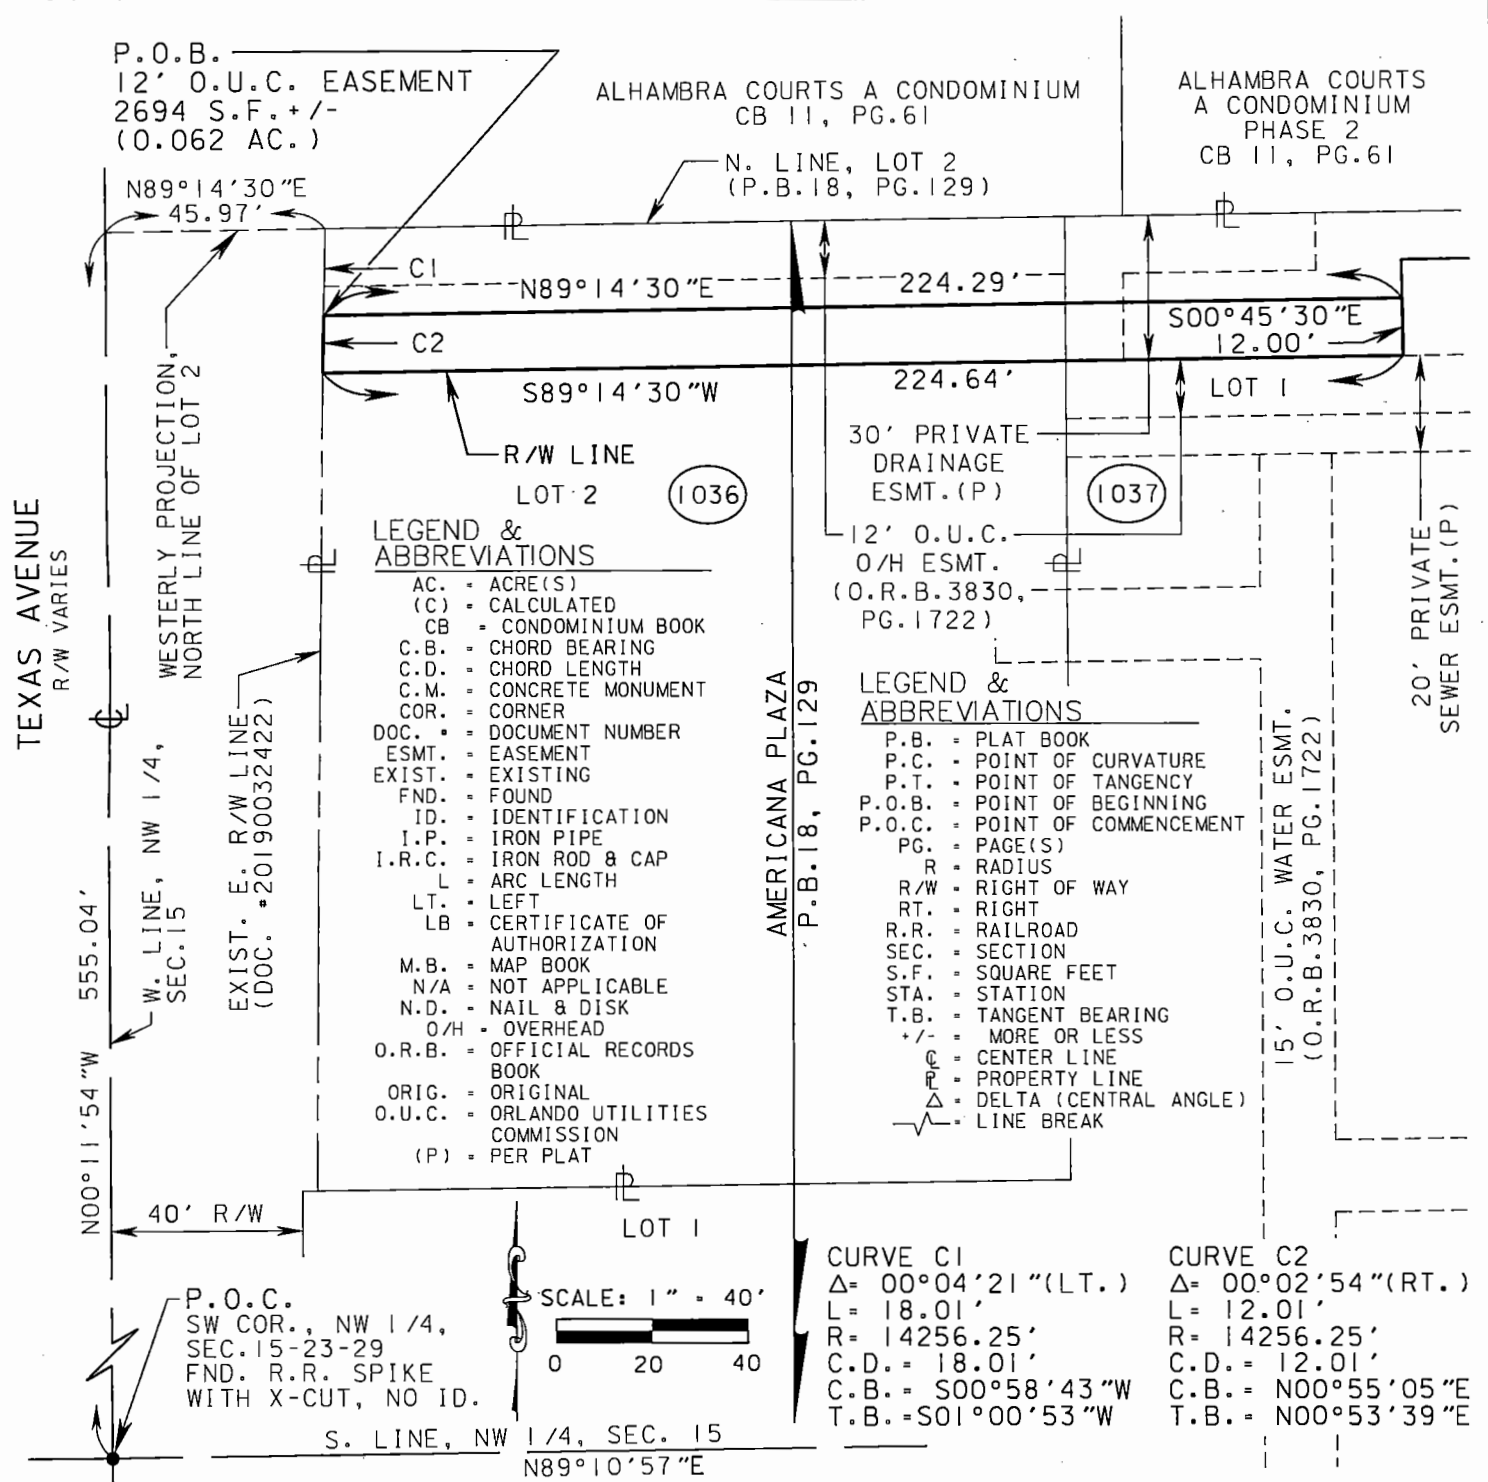 P.O.B.
12' O.U.C. EASEMENT
2694 S.F.+/-
(0.062 AC.)
ALHAMBRA COURTS A CONDOMINIUM
CB 11, PG.61
ALHAMBRA COURTS
A CONDOMINIUM
PHASE 2
CB 11, PG.61
N. LINE, LOT 2
(P.B.18, PG.129)
N89°14'30"E
45.97'
PL
PL
C1
N89°14'30"E
224.29'
S00°45'30"E
12.00'
C2
S89°14'30"W
224.64'
LOT 1
R/W LINE
LOT 2
1036
30' PRIVATE
DRAINAGE
ESMT.(P)
1037
12' O.U.C.
O/H ESMT.
(O.R.B.3830,
PG.1722)
PL
PL
WESTERLY PROJECTION,
NORTH LINE OF LOT 2
TEXAS AVENUE
R/W VARIES
CL
20' PRIVATE
SEWER ESMT.(P)
LEGEND &
ABBREVIATIONS
AC. = ACRE(S)
(C) = CALCULATED
CB = CONDOMINIUM BOOK
C.B. = CHORD BEARING
C.D. = CHORD LENGTH
C.M. = CONCRETE MONUMENT
COR. = CORNER
DOC. # = DOCUMENT NUMBER
ESMT. = EASEMENT
EXIST. = EXISTING
FND. = FOUND
ID. = IDENTIFICATION
I.P. = IRON PIPE
I.R.C. = IRON ROD & CAP
L = ARC LENGTH
LT. = LEFT
LB = CERTIFICATE OF
AUTHORIZATION
M.B. = MAP BOOK
N/A = NOT APPLICABLE
N.D. = NAIL & DISK
O/H = OVERHEAD
O.R.B. = OFFICIAL RECORDS
BOOK
ORIG. = ORIGINAL
O.U.C. = ORLANDO UTILITIES
COMMISSION
(P) = PER PLAT
AMERICANA PLAZA
P.B.18, PG.129
LEGEND &
ABBREVIATIONS
P.B. = PLAT BOOK
P.C. = POINT OF CURVATURE
P.T. = POINT OF TANGENCY
P.O.B. = POINT OF BEGINNING
P.O.C. = POINT OF COMMENCEMENT
PG. = PAGE(S)
R = RADIUS
R/W = RIGHT OF WAY
RT. = RIGHT
R.R. = RAILROAD
SEC. = SECTION
S.F. = SQUARE FEET
STA. = STATION
T.B. = TANGENT BEARING
+/- = MORE OR LESS
CL = CENTER LINE
PL = PROPERTY LINE
Δ = DELTA (CENTRAL ANGLE)
= LINE BREAK
15' O.U.C. WATER ESMT.
(O.R.B.3830, PG.1722)
EXIST. E. R/W LINE
(DOC. #20190032422)
W. LINE, NW 1/4,
SEC.15
N00°11'54"W 555.04'
40' R/W
PL
LOT 1
P.O.C.
SW COR., NW 1/4,
SEC.15-23-29
FND. R.R. SPIKE
WITH X-CUT, NO ID.
SCALE: 1" = 40'
0 20 40
CURVE C1
Δ= 00°04'21"(LT.)
L= 18.01'
R= 14256.25'
C.D.= 18.01'
C.B.= S00°58'43"W
T.B.=S01°00'53"W
CURVE C2
Δ= 00°02'54"(RT.)
L= 12.01'
R= 14256.25'
C.D.= 12.01'
C.B.= N00°55'05"E
T.B.= N00°53'39"E
S. LINE, NW 1/4, SEC. 15
N89°10'57"E